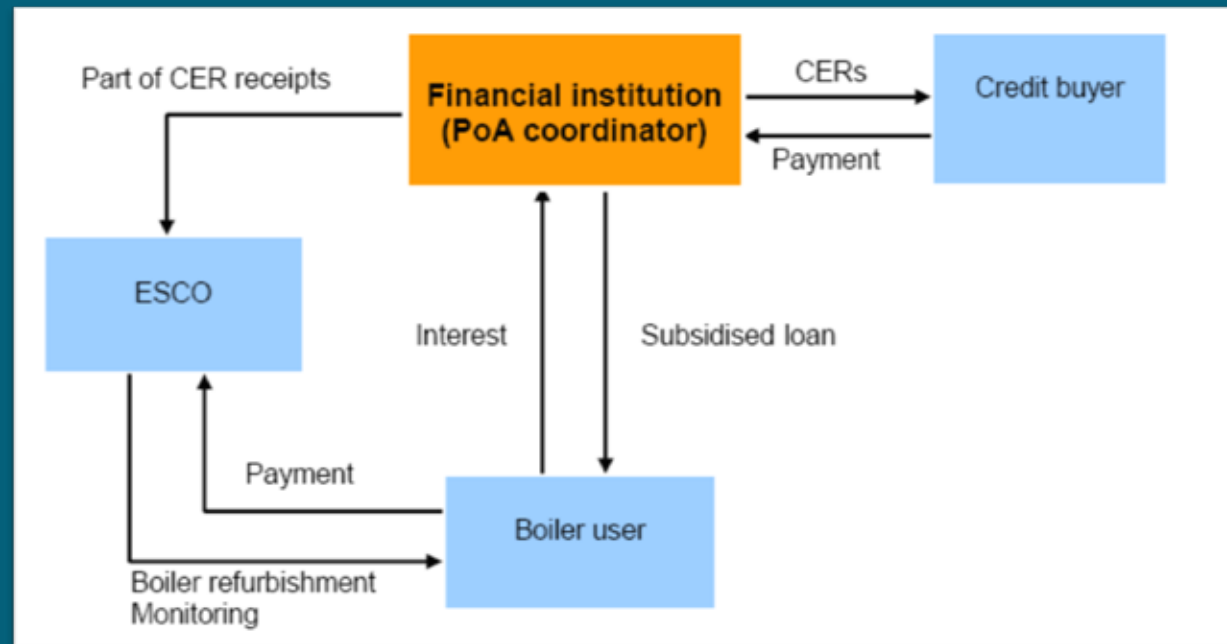 Part of CER receipts
Financial institution
(PoA coordinator)
CERs
Payment
Credit buyer
ESCO
Interest
Subsidised loan
Payment
Boiler user
Boiler refurbishment
Monitoring